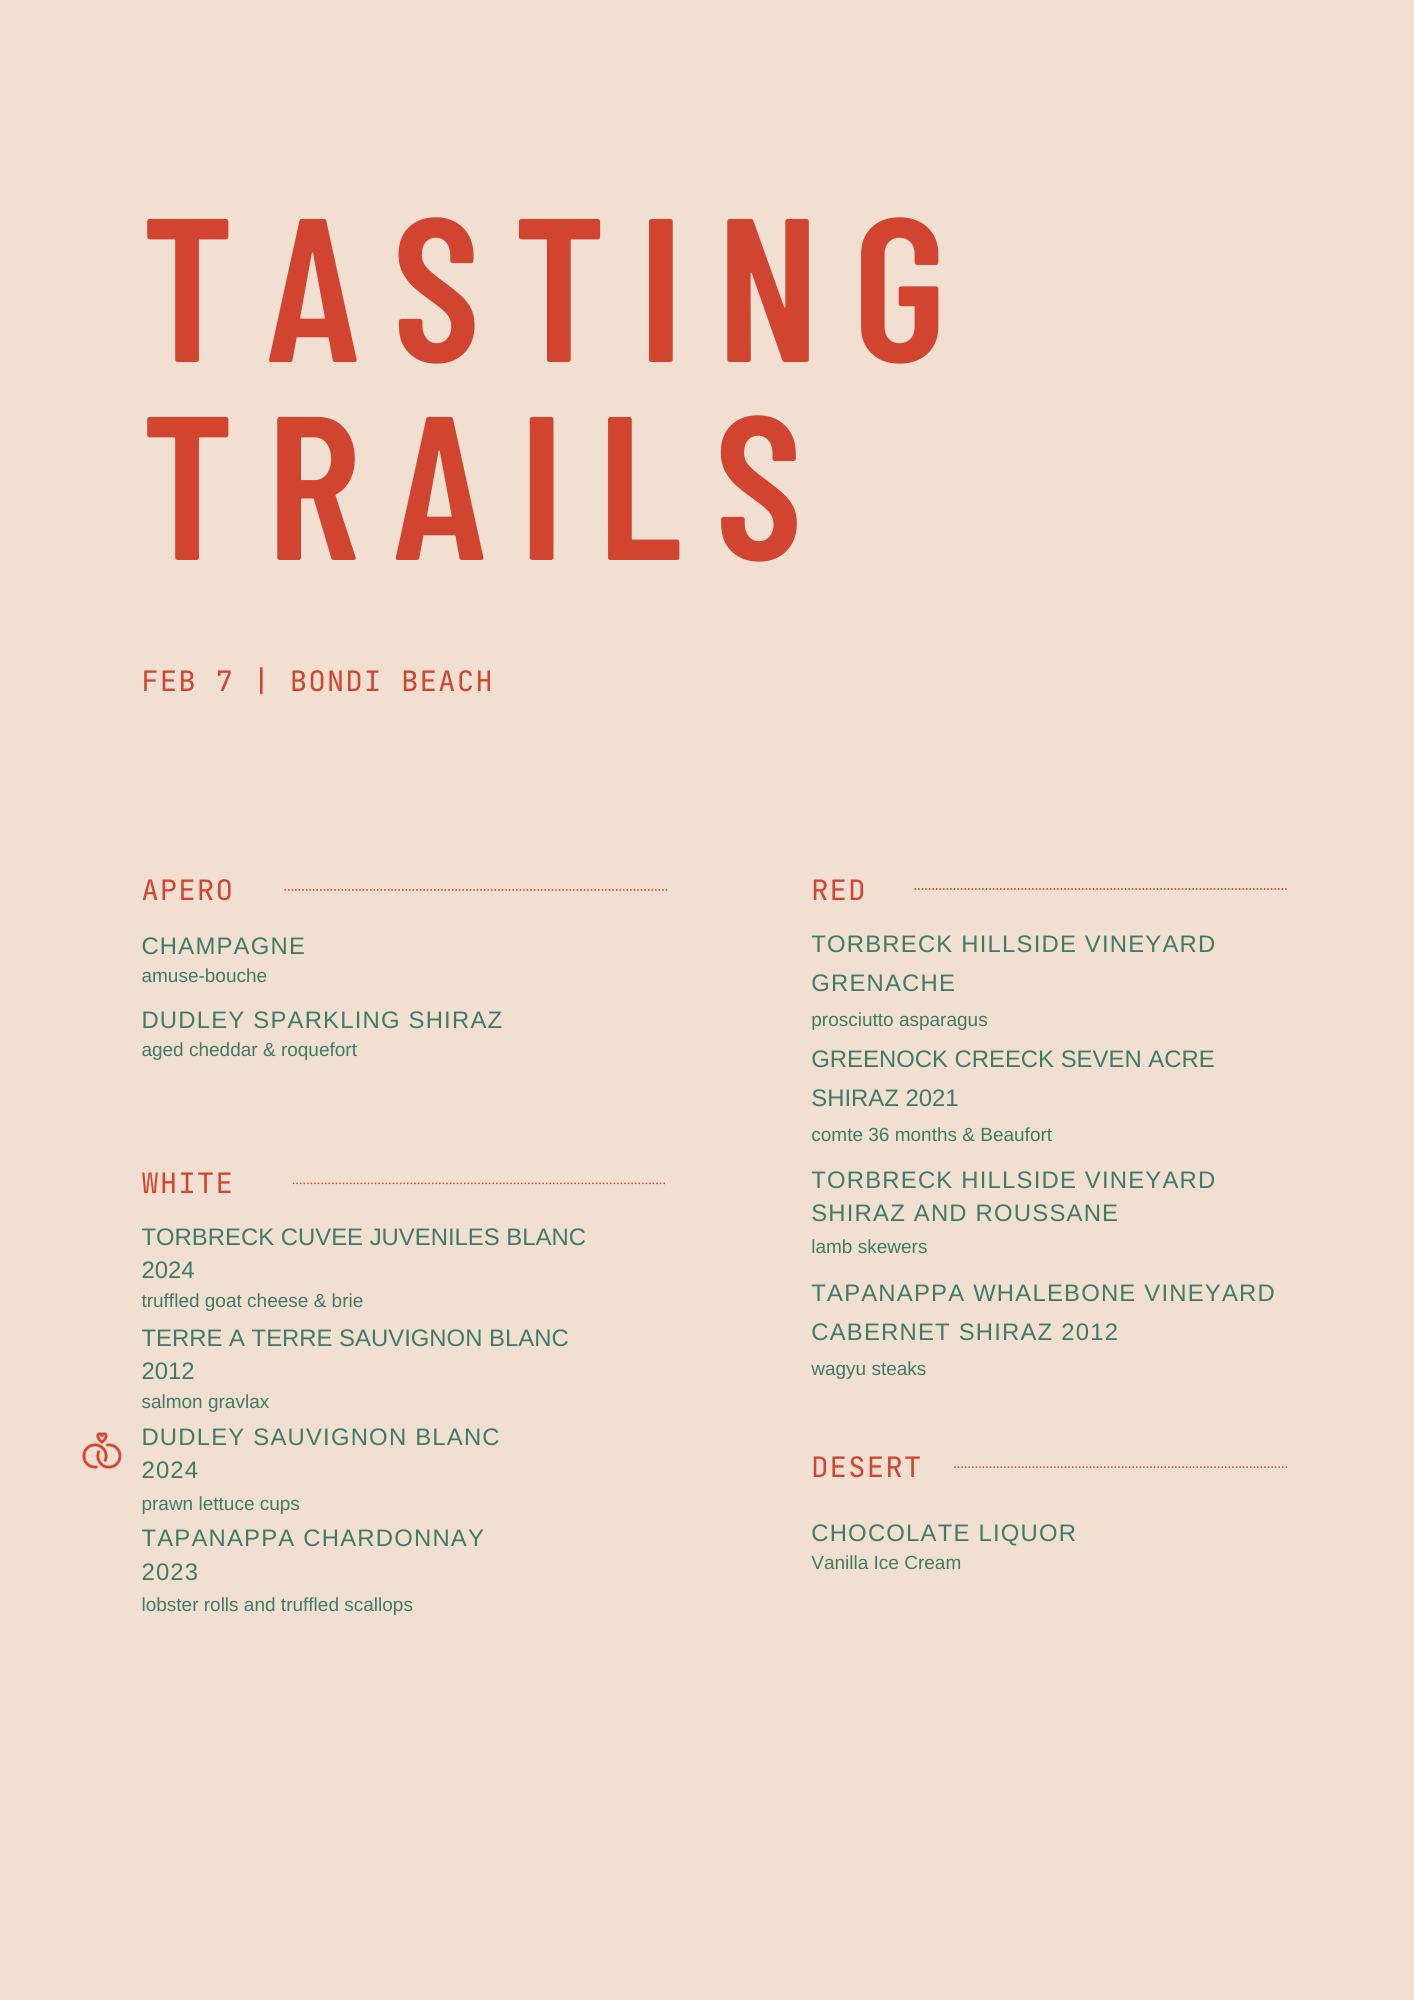 TASTING
TRAILS
FEB 7 | BONDI BEACH
APERO
CHAMPAGNE
amuse-bouche
DUDLEY SPARKLING SHIRAZ
aged cheddar & roquefort
WHITE
TORBRECK CUVEE JUVENILES BLANC
2024
truffled goat cheese & brie
TERRE A TERRE SAUVIGNON BLANC
2012
salmon gravlax
DUDLEY SAUVIGNON BLANC
2024
prawn lettuce cups
TAPANAPPA CHARDONNAY
2023
lobster rolls and truffled scallops
RED
TORBRECK HILLSIDE VINEYARD
GRENACHE
prosciutto asparagus
GREENOCK CREECK SEVEN ACRE
SHIRAZ 2021
comte 36 months & Beaufort
TORBRECK HILLSIDE VINEYARD
SHIRAZ AND ROUSSANE
lamb skewers
TAPANAPPA WHALEBONE VINEYARD
CABERNET SHIRAZ 2012
wagyu steaks
DESERT
CHOCOLATE LIQUOR
Vanilla Ice Cream